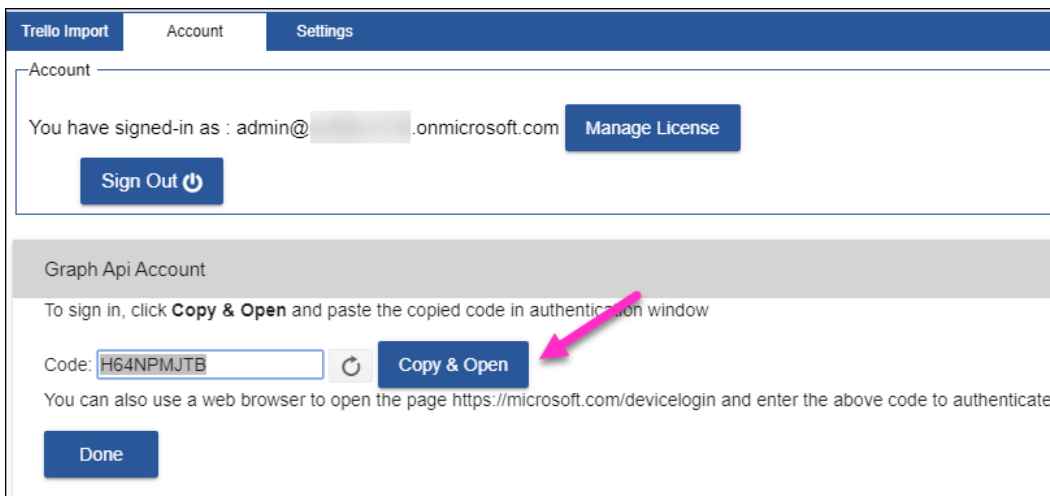 Trello Import Account Settings
Account
You have signed-in as : admin@ .onmicrosoft.com Manage License
Sign Out
Graph Api Account
To sign in, click Copy & Open and paste the copied code in authentication window
Code: H64NPMJTB Copy & Open
You can also use a web browser to open the page https://microsoft.com/devicelogin and enter the above code to authenticate
Done